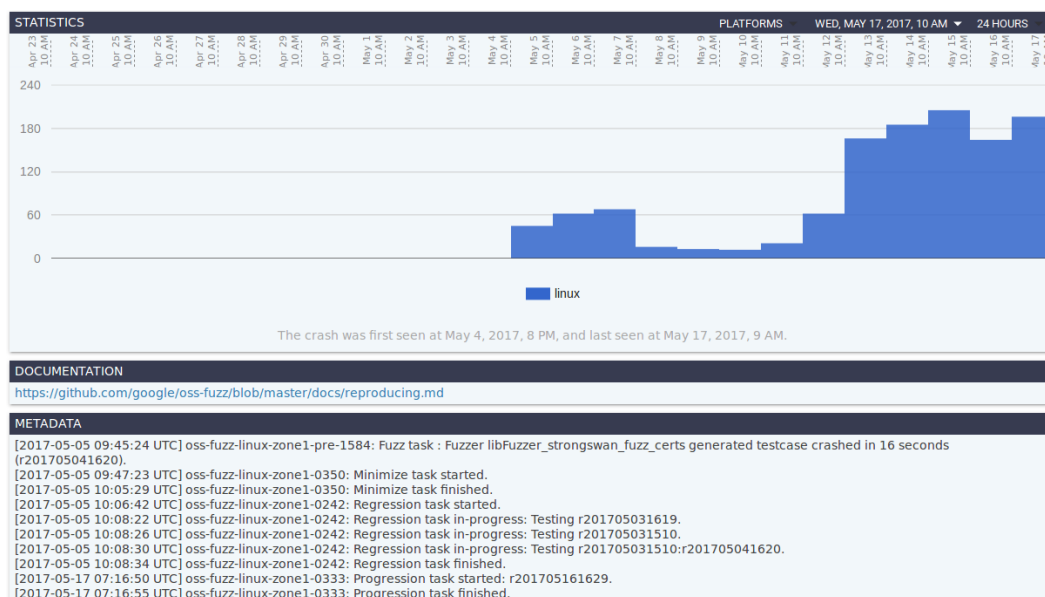 STATISTICS PLATFORMS WED, MAY 17, 2017, 10 AM 24 HOURS
Apr 23 10 AM
Apr 24 10 AM
Apr 25 10 AM
Apr 26 10 AM
Apr 27 10 AM
Apr 28 10 AM
Apr 29 10 AM
Apr 30 10 AM
May 1 10 AM
May 2 10 AM
May 3 10 AM
May 4 10 AM
May 5 10 AM
May 6 10 AM
May 7 10 AM
May 8 10 AM
May 9 10 AM
May 10 10 AM
May 11 10 AM
May 12 10 AM
May 13 10 AM
May 14 10 AM
May 15 10 AM
May 16 10 AM
May 17
240
180
120
60
0
linux
The crash was first seen at May 4, 2017, 8 PM, and last seen at May 17, 2017, 9 AM.
DOCUMENTATION
https://github.com/google/oss-fuzz/blob/master/docs/reproducing.md
METADATA
[2017-05-05 09:45:24 UTC] oss-fuzz-linux-zone1-pre-1584: Fuzz task : Fuzzer libFuzzer_strongswan_fuzz_certs generated testcase crashed in 16 seconds
(r201705041620).
[2017-05-05 09:47:23 UTC] oss-fuzz-linux-zone1-0350: Minimize task started.
[2017-05-05 10:05:29 UTC] oss-fuzz-linux-zone1-0350: Minimize task finished.
[2017-05-05 10:06:42 UTC] oss-fuzz-linux-zone1-0242: Regression task started.
[2017-05-05 10:08:22 UTC] oss-fuzz-linux-zone1-0242: Regression task in-progress: Testing r201705031619.
[2017-05-05 10:08:26 UTC] oss-fuzz-linux-zone1-0242: Regression task in-progress: Testing r201705031510.
[2017-05-05 10:08:30 UTC] oss-fuzz-linux-zone1-0242: Regression task in-progress: Testing r201705031510:r201705041620.
[2017-05-05 10:08:34 UTC] oss-fuzz-linux-zone1-0242: Regression task finished.
[2017-05-17 07:16:50 UTC] oss-fuzz-linux-zone1-0333: Progression task started: r201705161629.
[2017-05-17 07:16:55 UTC] oss-fuzz-linux-zone1-0333: Progression task finished.